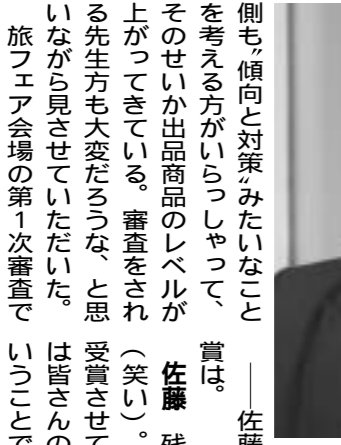 側も〝傾向と対策〟みたいなこと
を考える方がいらっしゃって、
そのせいか出品商品のレベルが
上がってきている。審査をされ
る先生方も大変だろうな、と思
いながら見させていただいた。
旅フェア会場の第1次審査で
――佐藤
賞は。
佐藤 残
(笑い)。
受賞させて
は皆さんの
いうことで